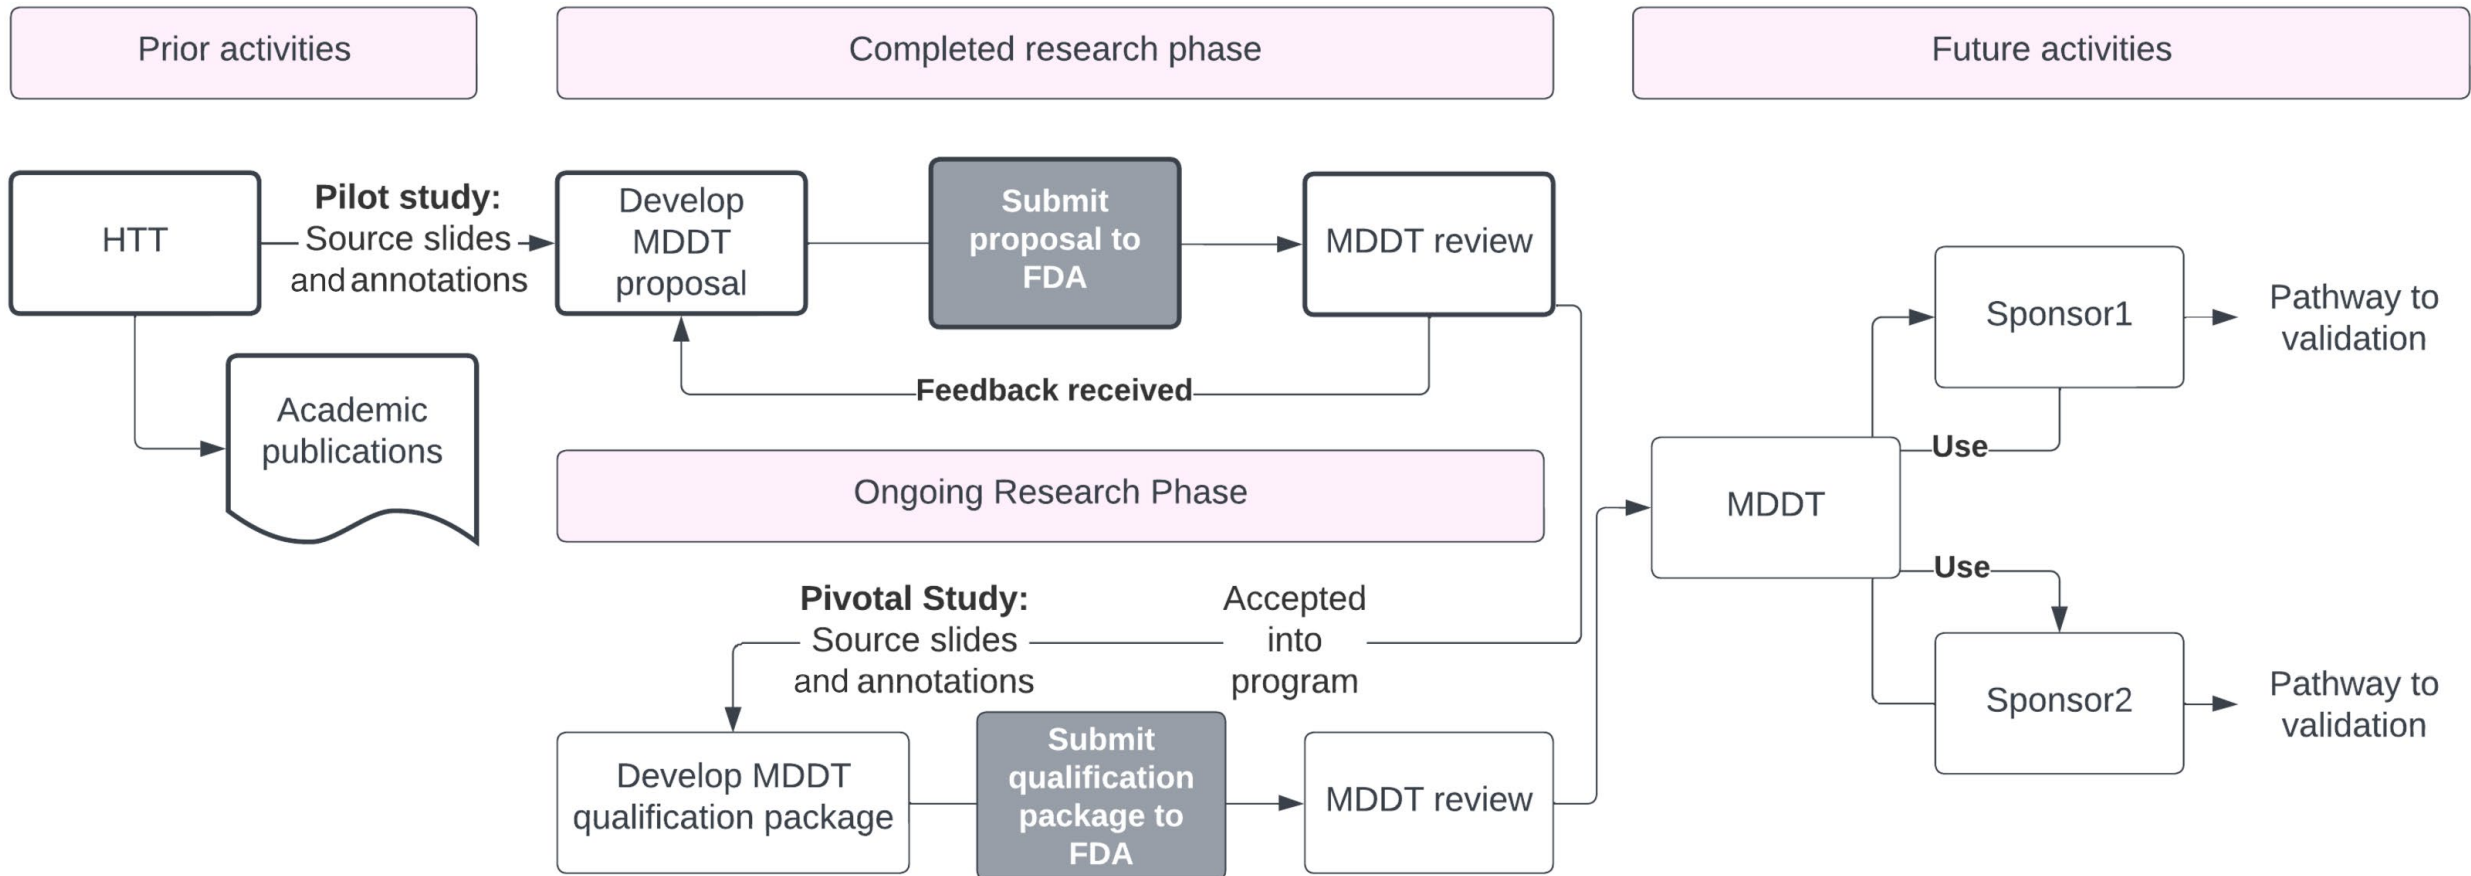 Prior activities
Completed research phase
Future activities
HTT
Pilot study:
Source slides
and annotations
Develop
MDDT
proposal
Submit
proposal to
FDA
MDDT review
Feedback received
Academic
publications
Ongoing Research Phase
Pivotal Study:
Source slides
and annotations
Accepted
into
program
Develop MDDT
qualification package
Submit
qualification
package to
FDA
MDDT review
MDDT
Use
Use
Sponsor1
Pathway to
validation
Sponsor2
Pathway to
validation